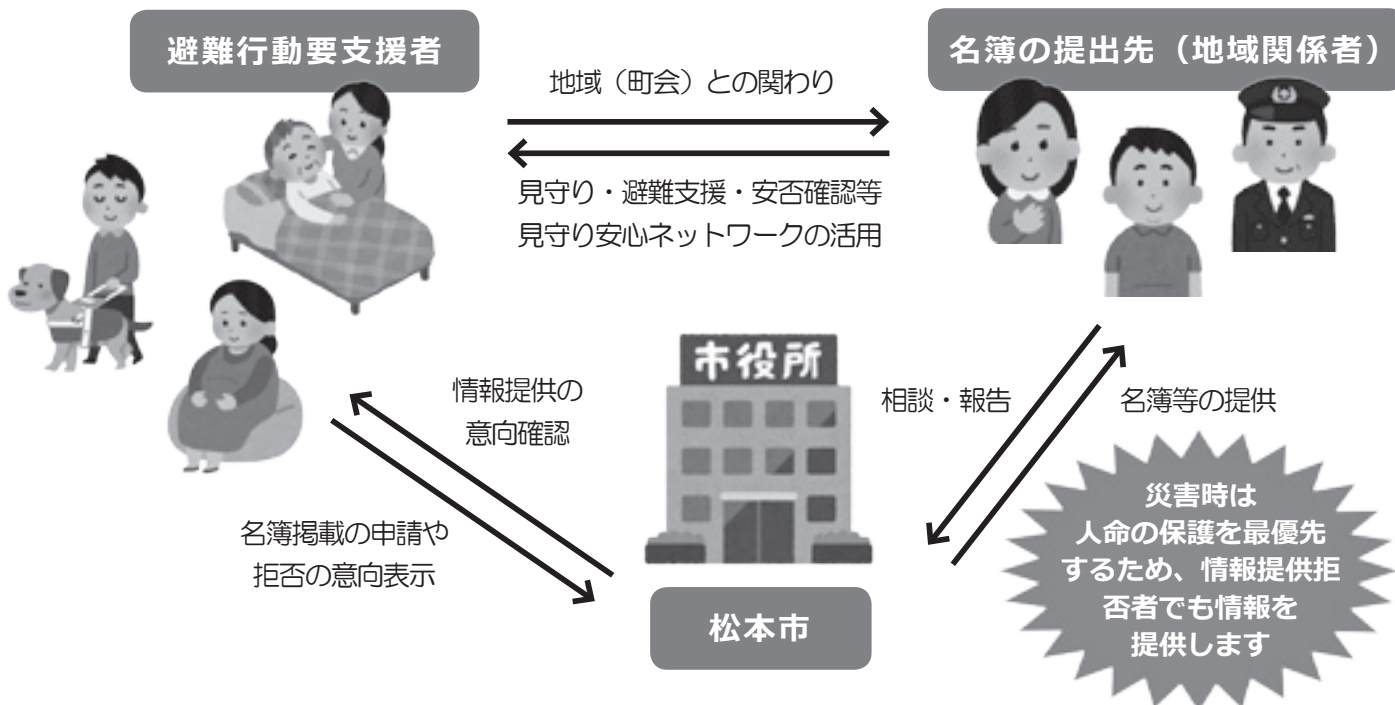 避難行動要支援者
名簿の提出先（地域関係者）
地域（町会）との関わり
見守り・避難支援・安否確認等
見守り安心ネットワークの活用
市役所
情報提供の
意向確認
相談・報告
名簿等の提供
名簿掲載の申請や
拒否の意向表示
松本市
災害時は
人命の保護を最優先
するため、情報提供拒
否者でも情報を
提供します